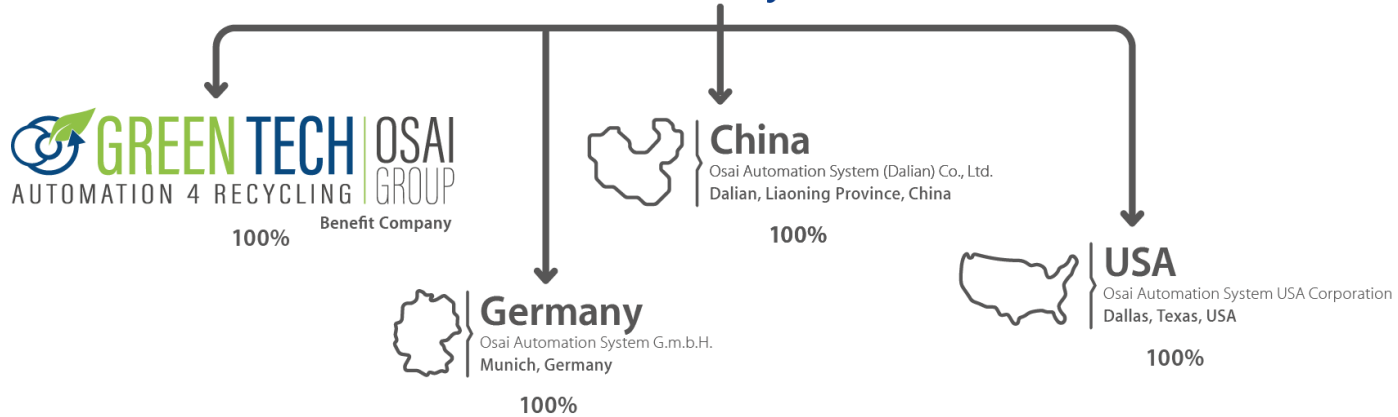 GREEN TECH
AUTOMATION 4 RECYCLING
OSAI
GROUP
Benefit Company
100%
Germany
Osai Automation System G.m.b.H.
Munich, Germany
100%
China
Osai Automation System (Dalian) Co., Ltd.
Dalian, Liaoning Province, China
100%
USA
Osai Automation System USA Corporation
Dallas, Texas, USA
100%